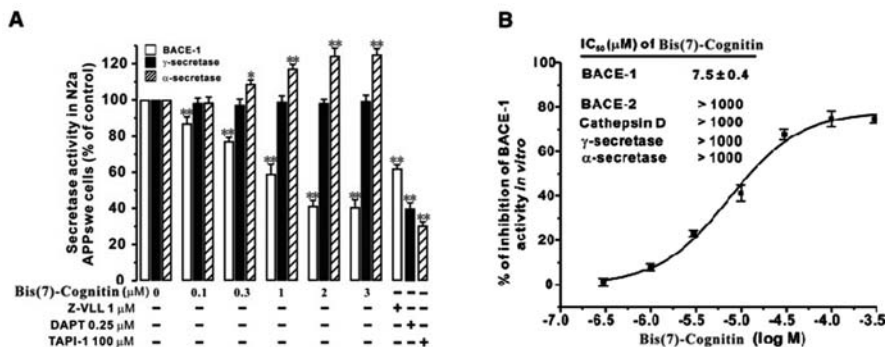 A
Secretase activity in N2a
APPswe cells (% of control)
120
100
80
60
40
20
0
BACE-1
γ-secretase
α-secretase
** ** * ** ** ** ** ** ** ** ** **
Bis(7)-Cognitin (μM) 0 0.1 0.3 1 2 3 – – –
Z-VLL 1 μM – – – – – – + – –
DAPT 0.25 μM – – – – – – – + –
TAPI-1 100 μM – – – – – – – – +
B
% of inhibition of BACE-1
activity in vitro
80
60
40
20
0
IC50(μM) of Bis(7)-Cognitin
BACE-1 7.5 ± 0.4
BACE-2 > 1000
Cathepsin D > 1000
γ-secretase > 1000
α-secretase > 1000
-7.0 -6.5 -6.0 -5.5 -5.0 -4.5 -4.0 -3.5
Bis(7)-Cognitin (log M)